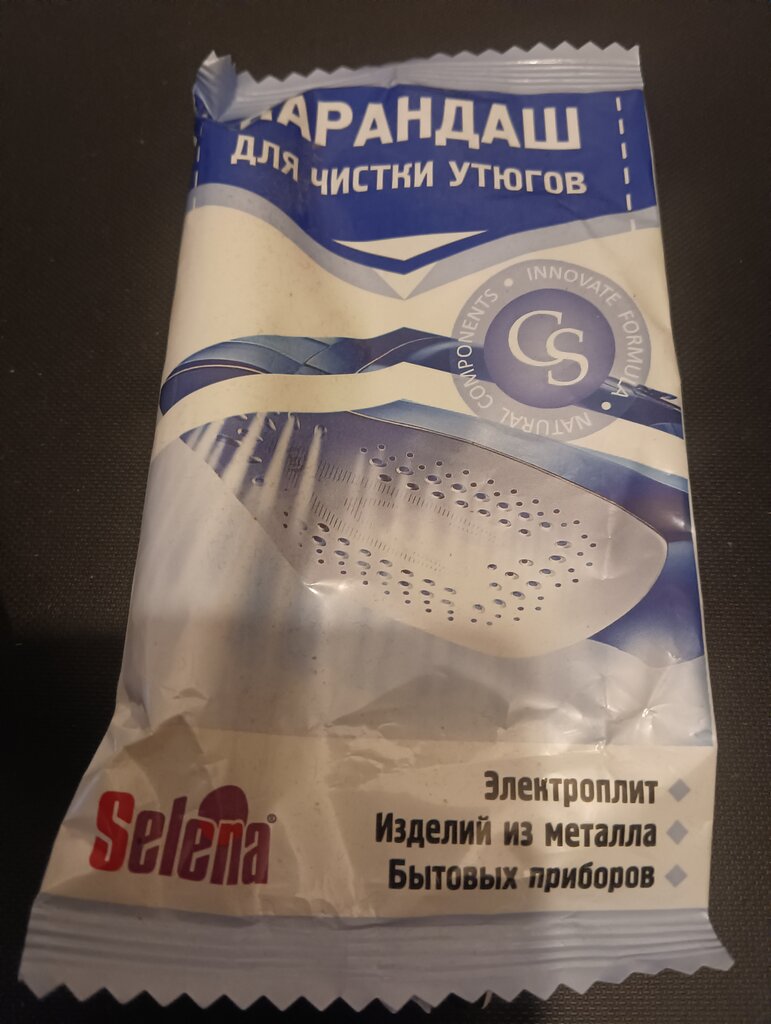 КАРАНДАШ
ДЛЯ ЧИСТКИ УТЮГОВ
INNOVATE FORMULA • NATURAL COMPONENTS •
CS
Электроплит
Изделий из металла
Бытовых приборов
Selena®